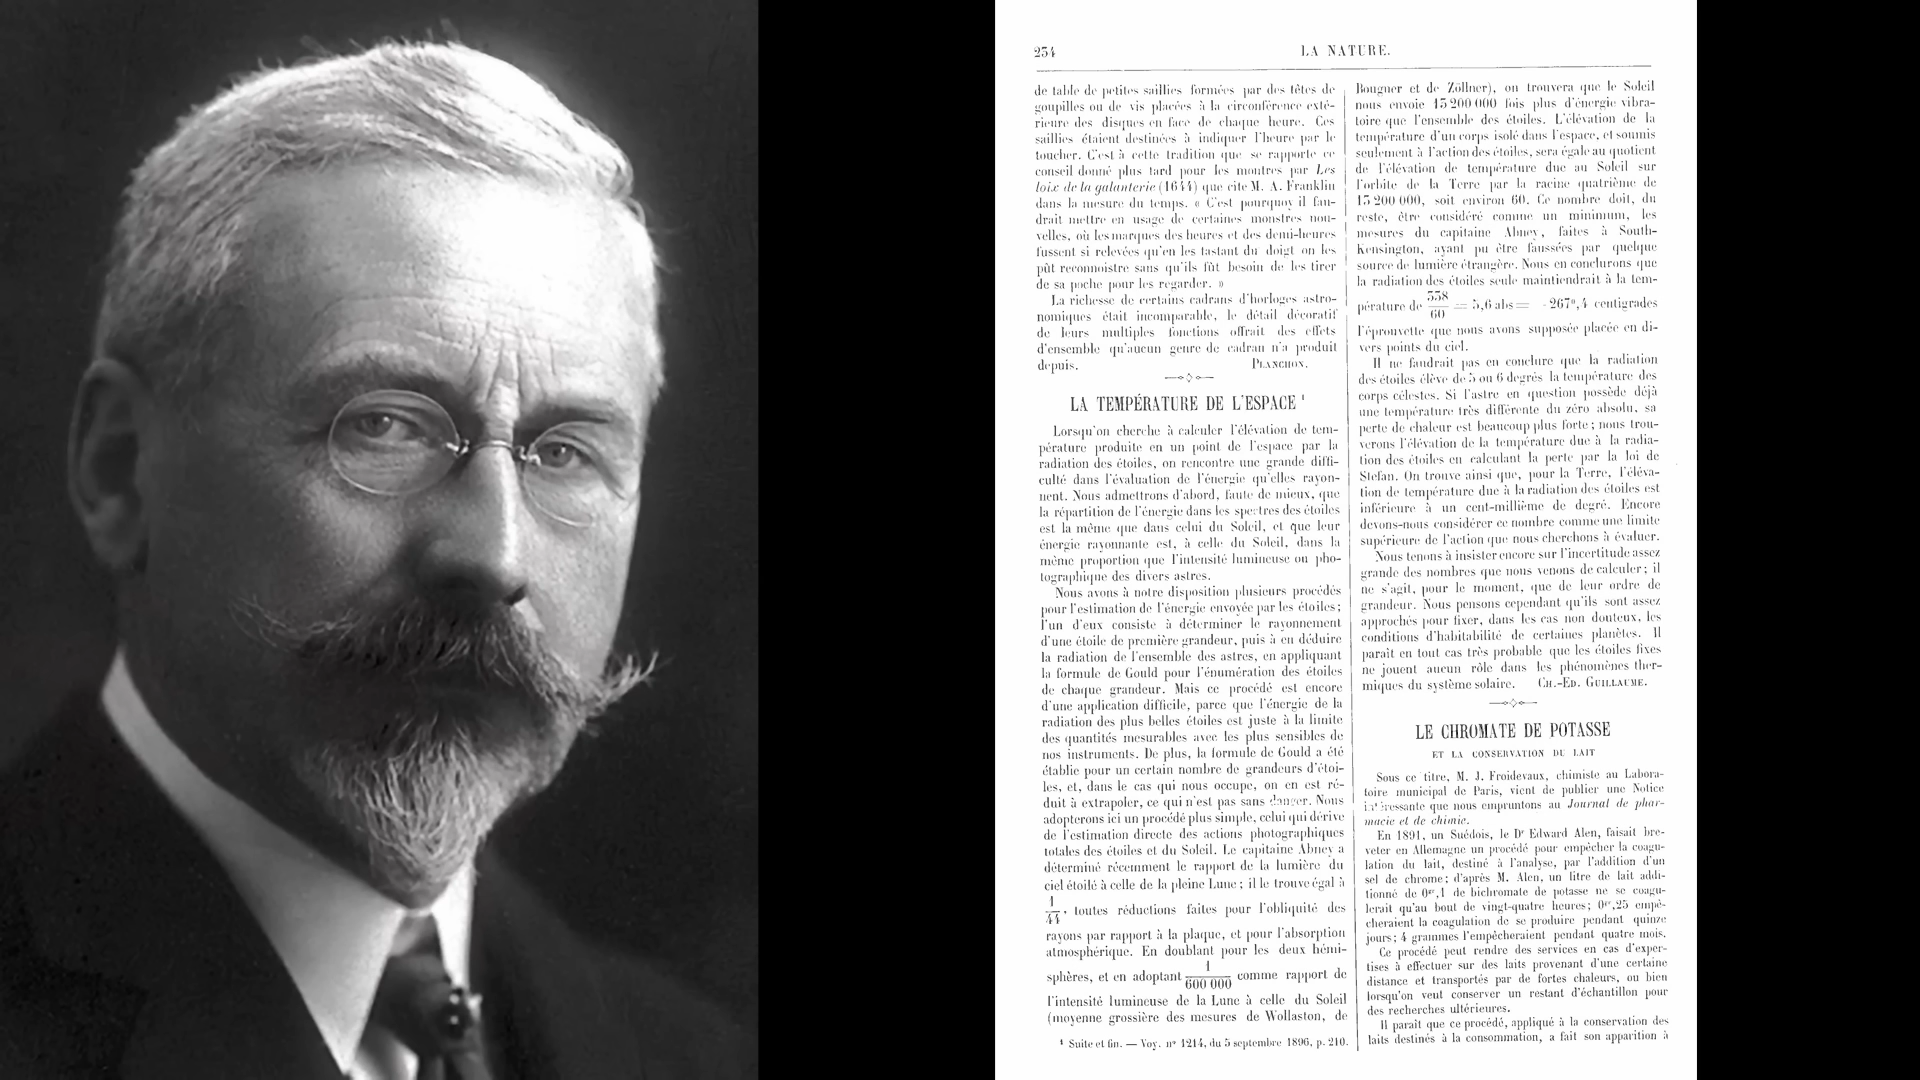 234
LA NATURE.
de table de petites saillies formées par des têtes de
goupilles ou de vis placées à la circonférence exté-
rieure des disques en face de chaque heure. Ces
saillies étaient destinées à indiquer l'heure par le
toucher. C'est à cette tradition que se rapporte ce
conseil donné plus tard pour les montres par Les
loix de la galanterie (1644) que cite M. A. Franklin
dans la mesure du temps. « C'est pourquoy il fau-
drait mettre en usage de certaines monstres nou-
velles, où les marques des heures et des demi-heures
fussent si relevées qu'en les tastant du doigt on les
pût reconnoistre sans qu'ils fût besoin de les tirer
de sa poche pour les regarder. »
La richesse de certains cadrans d'horloges astro-
nomiques était incomparable, le détail décoratif
de leurs multiples fonctions offrait des effets
d'ensemble qu'aucun genre de cadran n'a produit
depuis. PLANCHON.
LA TEMPÉRATURE DE L'ESPACE ¹
Lorsqu'on cherche à calculer l'élévation de tem-
pérature produite en un point de l'espace par la
radiation des étoiles, on rencontre une grande diffi-
culté dans l'évaluation de l'énergie qu'elles rayon-
nent. Nous admettrons d'abord, faute de mieux, que
la répartition de l'énergie dans les spectres des étoiles
est la même que dans celui du Soleil, et que leur
énergie rayonnante est, à celle du Soleil, dans la
même proportion que l'intensité lumineuse ou pho-
tographique des divers astres.
Nous avons à notre disposition plusieurs procédés
pour l'estimation de l'énergie envoyée par les étoiles;
l'un d'eux consiste à déterminer le rayonnement
d'une étoile de première grandeur, puis à en déduire
la radiation de l'ensemble des astres, en appliquant
la formule de Gould pour l'énumération des étoiles
de chaque grandeur. Mais ce procédé est encore
d'une application difficile, parce que l'énergie de la
radiation des plus belles étoiles est juste à la limite
des quantités mesurables avec les plus sensibles de
nos instruments. De plus, la formule de Gould a été
établie pour un certain nombre de grandeurs d'étoi-
les, et, dans le cas qui nous occupe, on en est ré-
duit à extrapoler, ce qui n'est pas sans danger. Nous
adopterons ici un procédé plus simple, celui qui dérive
de l'estimation directe des actions photographiques
totales des étoiles et du Soleil. Le capitaine Abney a
déterminé récemment le rapport de la lumière du
ciel étoilé à celle de la pleine Lune; il le trouve égal à
1/44, toutes réductions faites pour l'obliquité des
rayons par rapport à la plaque, et pour l'absorption
atmosphérique. En doublant pour les deux hémi-
sphères, et en adoptant 1/600 000 comme rapport de
l'intensité lumineuse de la Lune à celle du Soleil
(moyenne grossière des mesures de Wollaston, de
¹ Suite et fin. — Voy. n° 1214, du 5 septembre 1896, p. 210.
Bouguer et de Zöllner), on trouvera que le Soleil
nous envoie 15 200 000 fois plus d'énergie vibra-
toire que l'ensemble des étoiles. L'élévation de la
température d'un corps isolé dans l'espace, et soumis
seulement à l'action des étoiles, sera égale au quotient
de l'élévation de température due au Soleil sur
l'orbite de la Terre par la racine quatrième de
15 200 000, soit environ 60. Ce nombre doit, du
reste, être considéré comme un minimum, les
mesures du capitaine Abney, faites à South-
Kensington, ayant pu être faussées par quelque
source de lumière étrangère. Nous en conclurons que
la radiation des étoiles seule maintiendrait à la tem-
pérature de 338/60 = 5,6 abs = -267°,4 centigrades
l'éprouvette que nous avons supposée placée en di-
vers points du ciel.
Il ne faudrait pas en conclure que la radiation
des étoiles élève de 5 ou 6 degrés la température des
corps célestes. Si l'astre en question possède déjà
une température très différente du zéro absolu, sa
perte de chaleur est beaucoup plus forte; nous trou-
verons l'élévation de la température due à la radia-
tion des étoiles en calculant la perte par la loi de
Stefan. On trouve ainsi que, pour la Terre, l'éléva-
tion de température due à la radiation des étoiles est
inférieure à un cent-millième de degré. Encore
devons-nous considérer ce nombre comme une limite
supérieure de l'action que nous cherchons à évaluer.
Nous tenons à insister encore sur l'incertitude assez
grande des nombres que nous venons de calculer; il
ne s'agit, pour le moment, que de leur ordre de
grandeur. Nous pensons cependant qu'ils sont assez
approchés pour fixer, dans les cas non douteux, les
conditions d'habitabilité de certaines planètes. Il
paraît en tout cas très probable que les étoiles fixes
ne jouent aucun rôle dans les phénomènes ther-
miques du système solaire. CH.-ED. GUILLAUME.
LE CHROMATE DE POTASSE
ET LA CONSERVATION DU LAIT
Sous ce titre, M. J. Froidevaux, chimiste au Labora-
toire municipal de Paris, vient de publier une Notice
intéressante que nous empruntons au Journal de phar-
macie et de chimie.
En 1891, un Suédois, le Dr Edward Alen, faisait bre-
veter en Allemagne un procédé pour empêcher la coagu-
lation du lait, destiné à l'analyse, par l'addition d'un
sel de chrome; d'après M. Alen, un litre de lait addi-
tionné de 0gr,1 de bichromate de potasse ne se coagu-
lerait qu'au bout de vingt-quatre heures; 0gr,25 empê-
cheraient la coagulation de se produire pendant quinze
jours; 4 grammes l'empêcheraient pendant quatre mois.
Ce procédé peut rendre des services en cas d'exper-
tises à effectuer sur des laits provenant d'une certaine
distance et transportés par de fortes chaleurs, ou bien
lorsqu'on veut conserver un restant d'échantillon pour
des recherches ultérieures.
Il paraît que ce procédé, appliqué à la conservation des
laits destinés à la consommation, a fait son apparition à